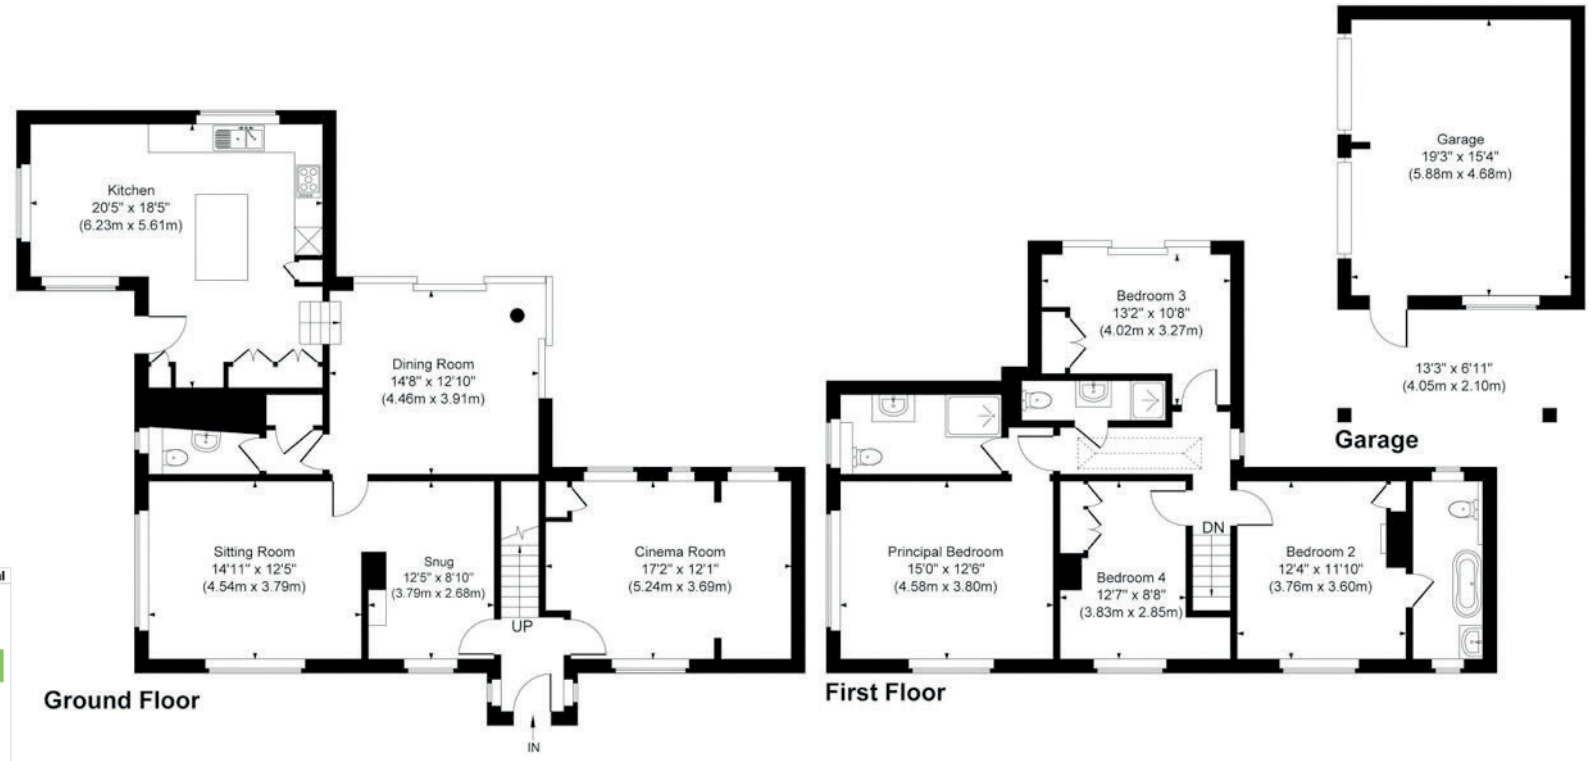 Kitchen
20'5" x 18'5"
(6.23m x 5.61m)
Dining Room
14'8" x 12'10"
(4.46m x 3.91m)
Sitting Room
14'11" x 12'5"
(4.54m x 3.79m)
Snug
12'5" x 8'10"
(3.79m x 2.68m)
UP
Cinema Room
17'2" x 12'1"
(5.24m x 3.69m)
IN
Ground Floor
Bedroom 3
13'2" x 10'8"
(4.02m x 3.27m)
Principal Bedroom
15'0" x 12'6"
(4.58m x 3.80m)
Bedroom 4
12'7" x 8'8"
(3.83m x 2.85m)
DN
Bedroom 2
12'4" x 11'10"
(3.76m x 3.60m)
First Floor
Garage
19'3" x 15'4"
(5.88m x 4.68m)
13'3" x 6'11"
(4.05m x 2.10m)
Garage